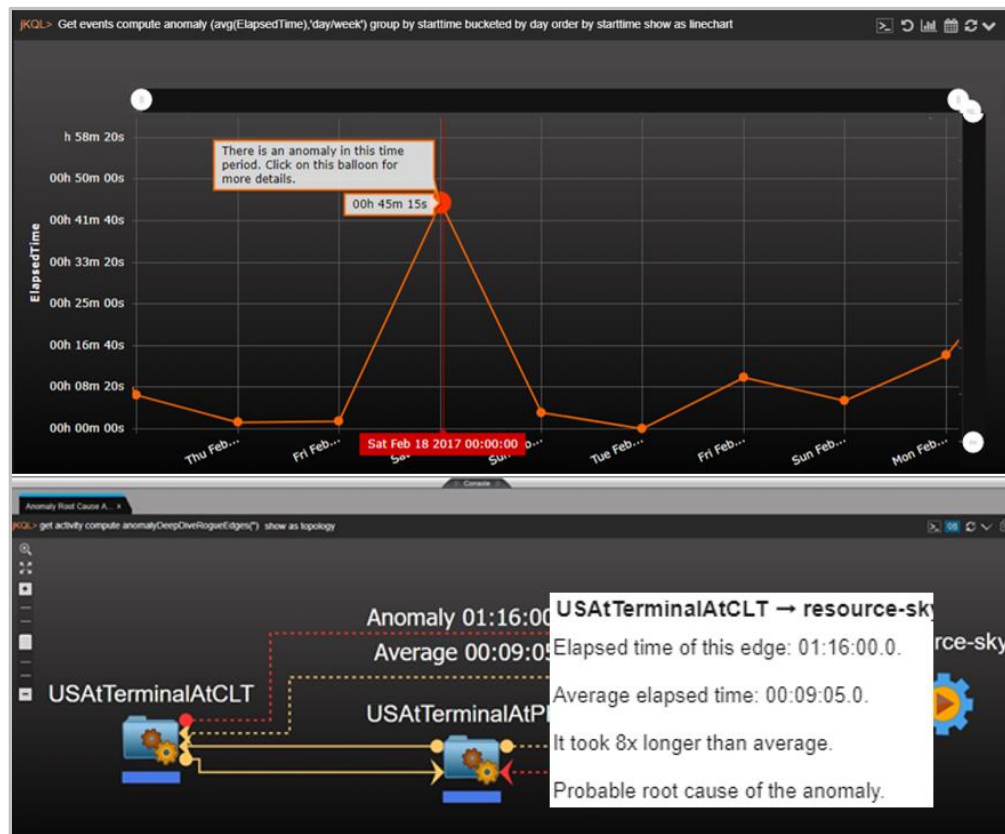 jKQL> Get events compute anomaly (avg(ElapsedTime),'day/week') group by starttime bucketed by day order by starttime show as linechart
h 58m 20s
There is an anomaly in this time
period. Click on this balloon for
more details.
00h 50m 00s
00h 45m 15s
00h 41m 40s
ElapsedTime
00h 33m 20s
00h 25m 00s
00h 16m 40s
00h 08m 20s
00h 00m 00s
Thu Feb...
Fri Feb...
Sat Feb 18 2017 00:00:00
Tue Feb...
Fri Feb...
Sun Feb...
Mon Feb...
Console
Anomaly Root Cause A... x
jKQL> get activity compute anomalyDeepDiveRogueEdges('') show as topology
Anomaly 01:16:00
Average 00:09:05
USAtTerminalAtCLT
USAtTerminalAtP
USAtTerminalAtCLT → resource-sky
Elapsed time of this edge: 01:16:00.0.
Average elapsed time: 00:09:05.0.
It took 8x longer than average.
Probable root cause of the anomaly.
rce-sky